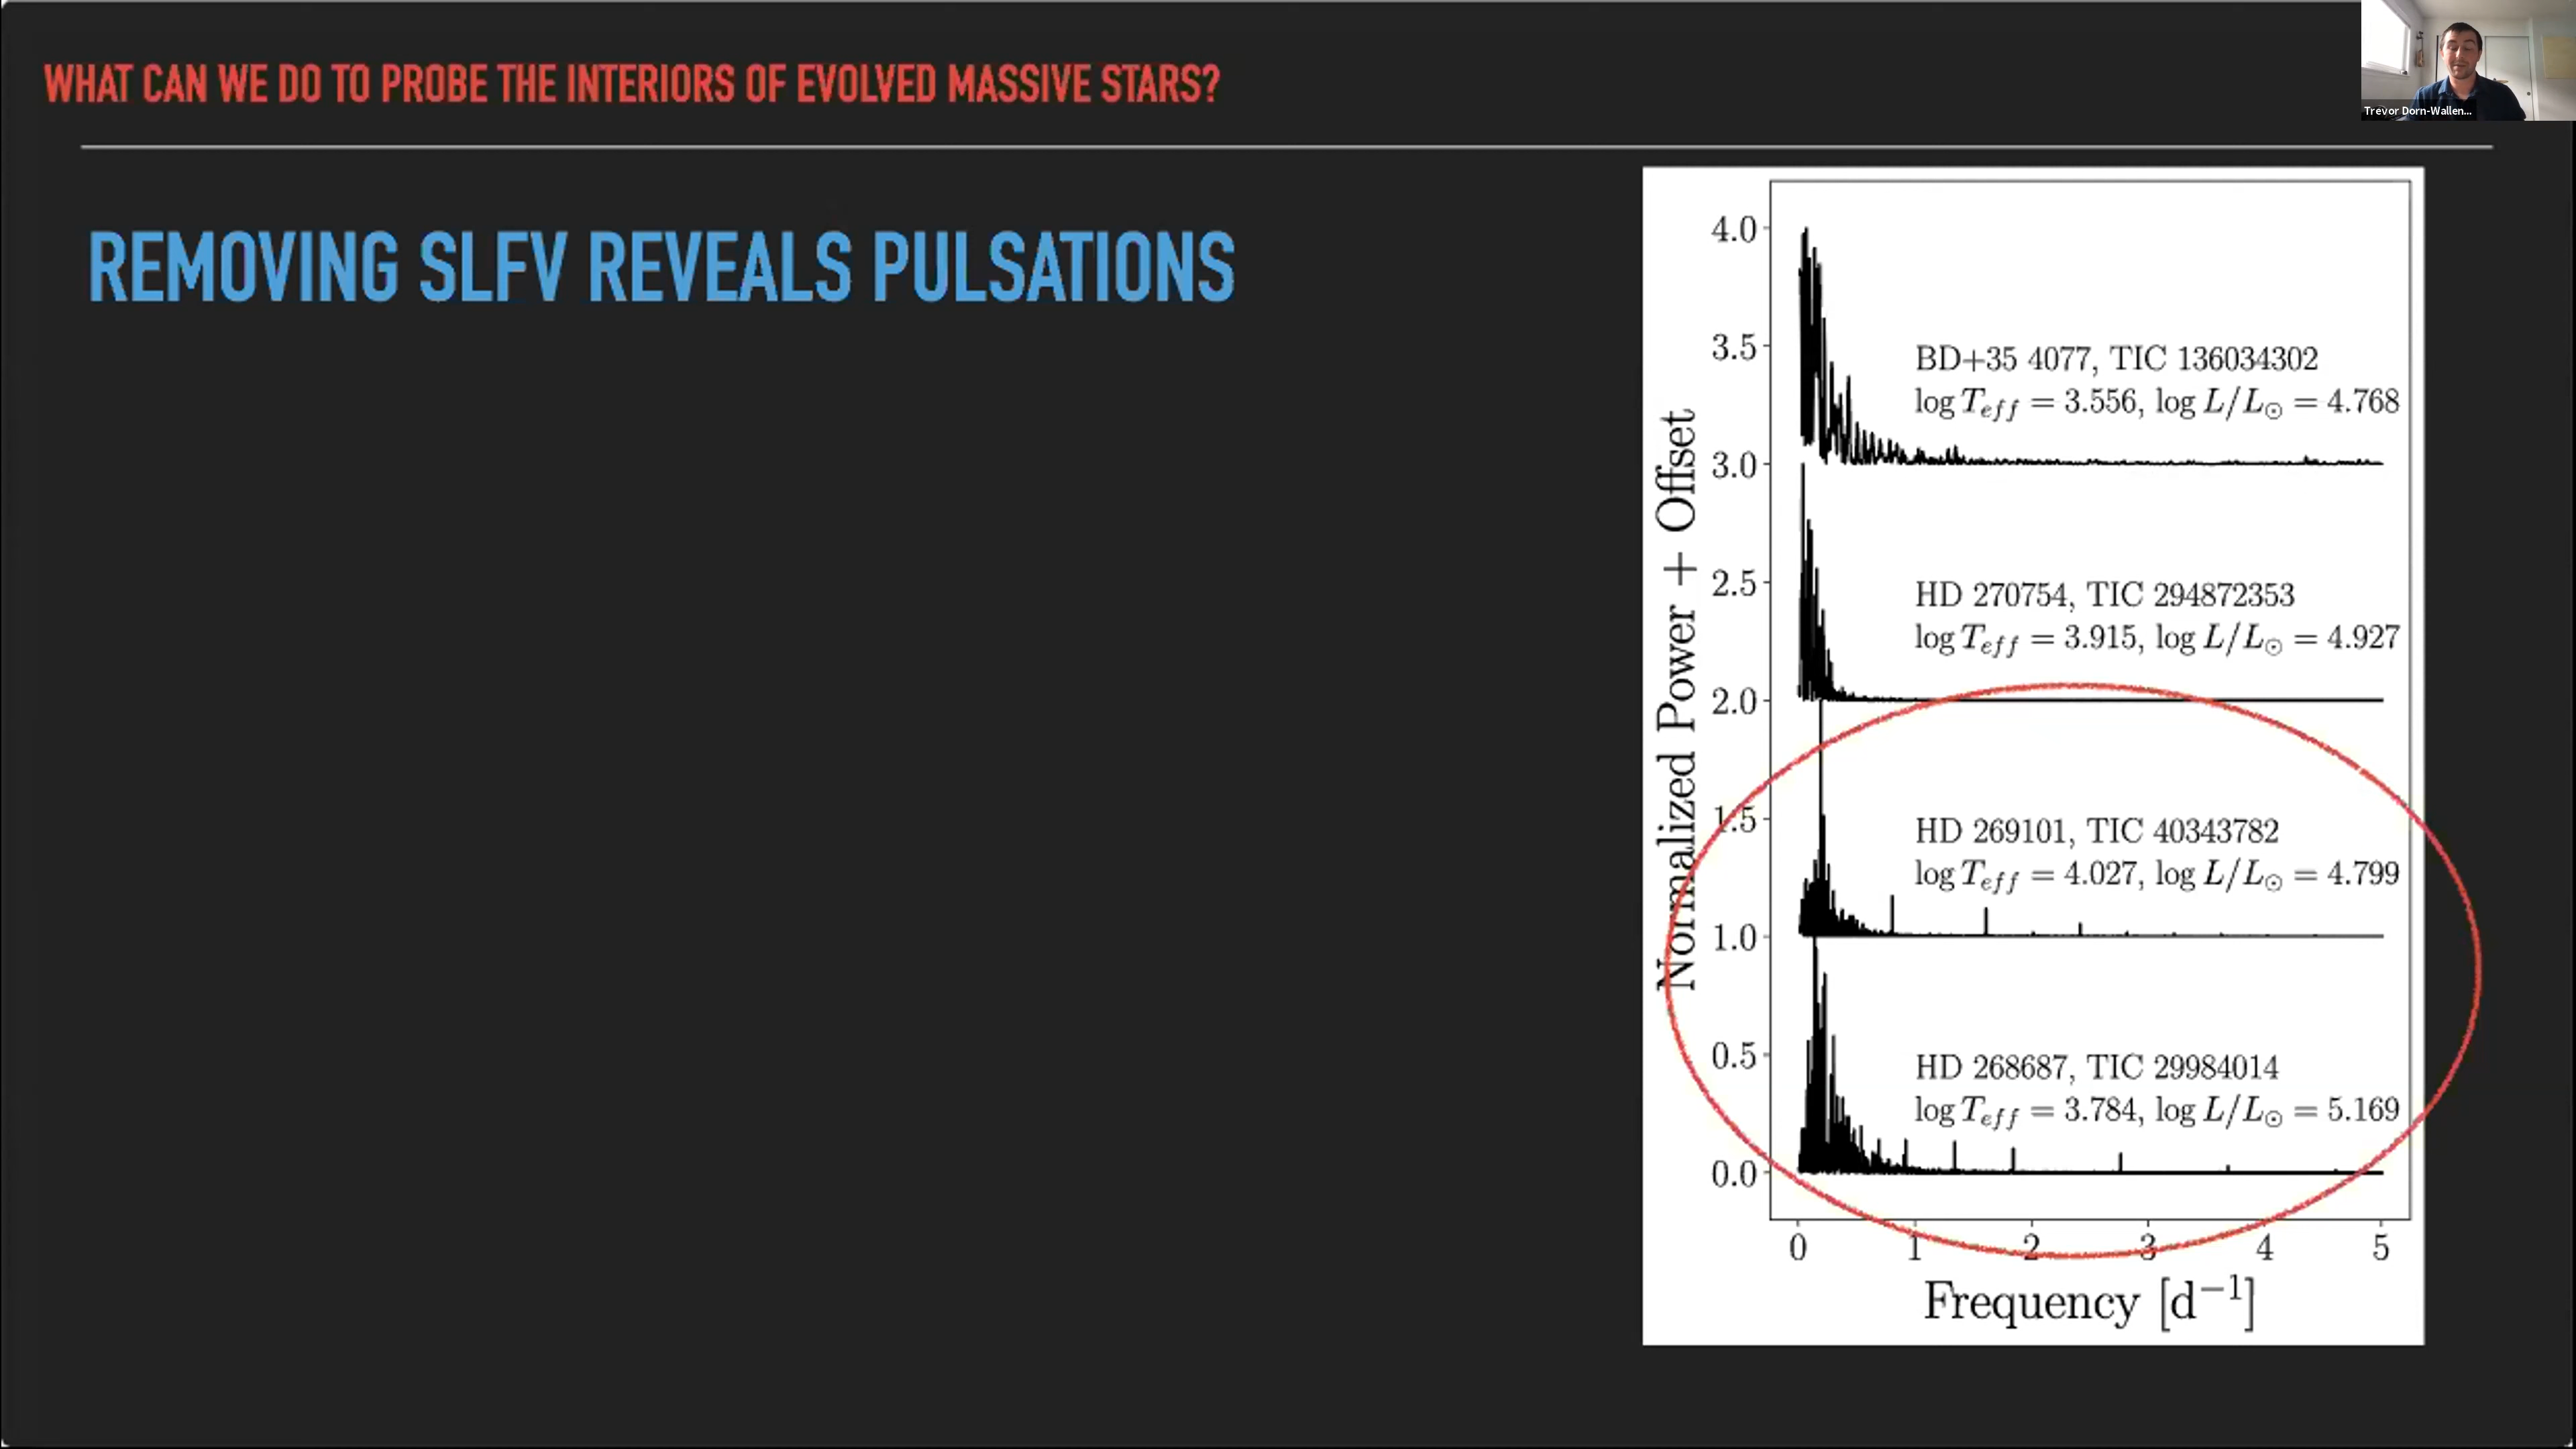 WHAT CAN WE DO TO PROBE THE INTERIORS OF EVOLVED MASSIVE STARS?
Trevor Dorn-Wallen...
REMOVING SLFV REVEALS PULSATIONS
Normalized Power + Offset
4.0
3.5
3.0
2.5
2.0
1.5
1.0
0.5
0.0
BD+35 4077, TIC 136034302
log T_eff = 3.556, log L/L_⊙ = 4.768
HD 270754, TIC 294872353
log T_eff = 3.915, log L/L_⊙ = 4.927
HD 269101, TIC 40343782
log T_eff = 4.027, log L/L_⊙ = 4.799
HD 268687, TIC 29984014
log T_eff = 3.784, log L/L_⊙ = 5.169
0 1 2 3 4 5
Frequency [d⁻¹]